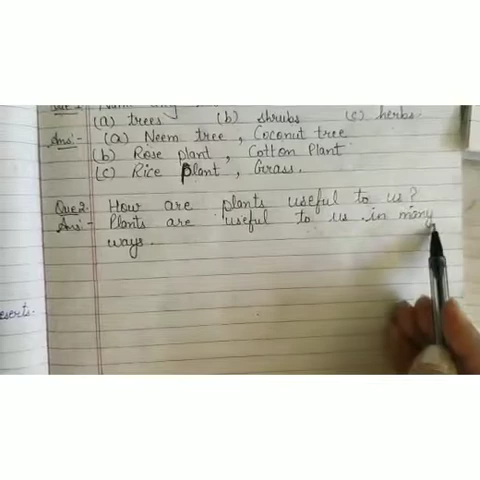 (a) trees (b) shrubs (c) herbs.
Ans:- (a) Neem tree, Coconut tree
(b) Rose plant, Cotton Plant
(c) Rice Plant, Grass.
Que2. How are plants useful to us?
Ans:- Plants are useful to us in many
ways.
eserts.